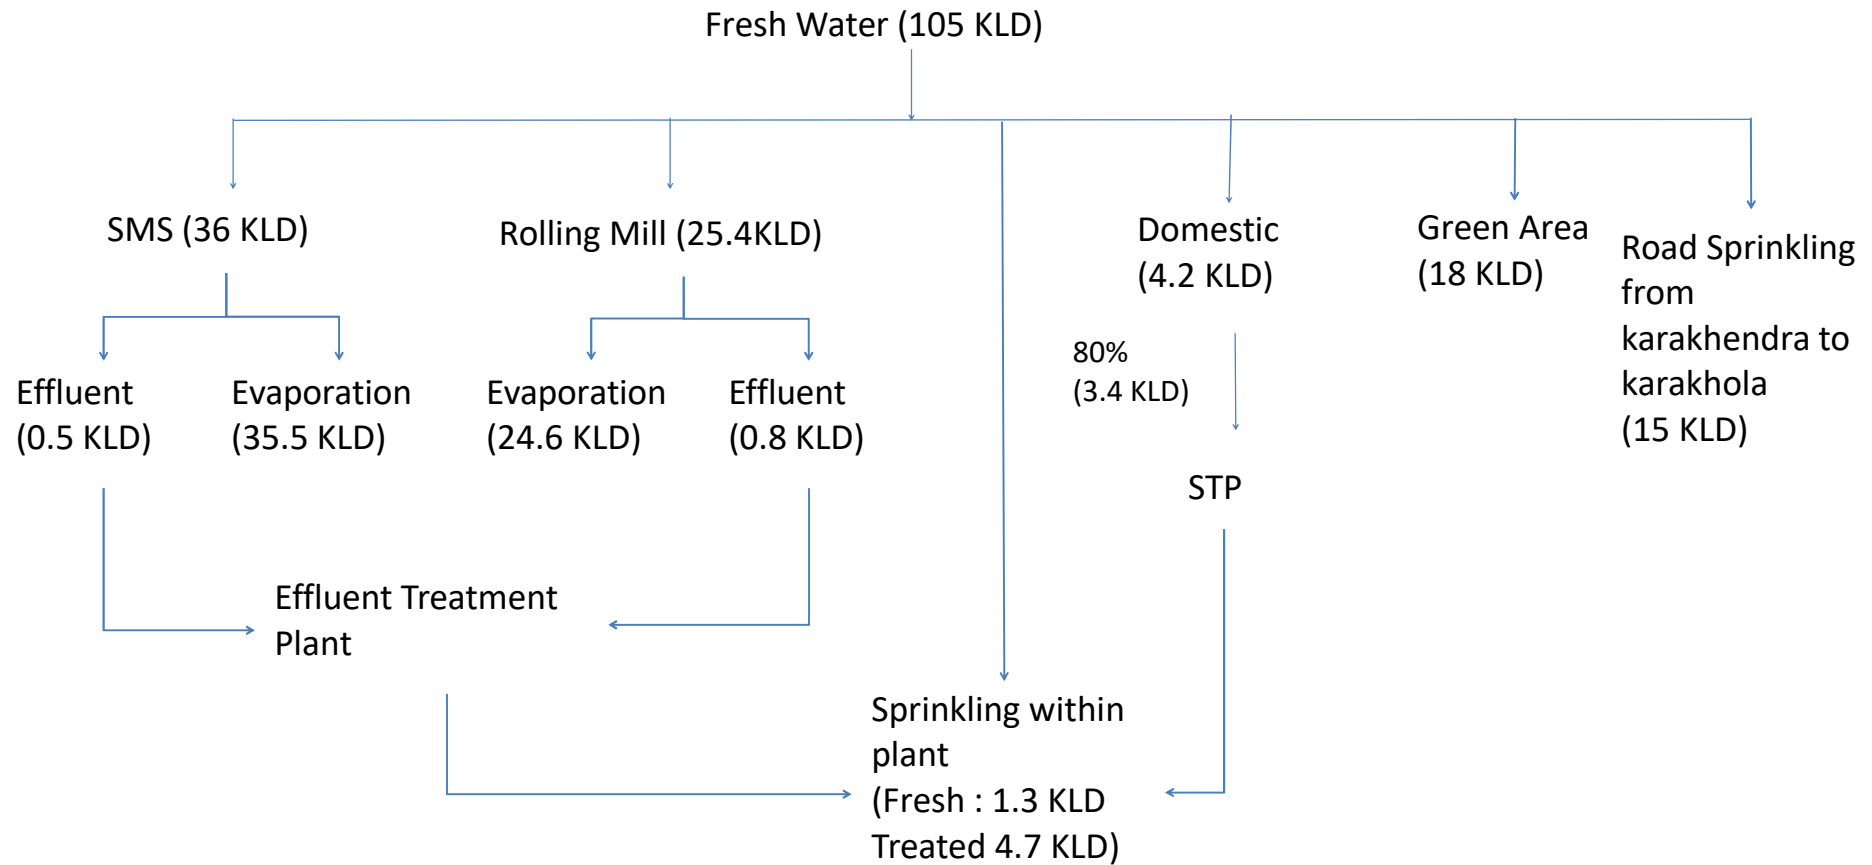 Fresh Water (105 KLD)
SMS (36 KLD)
Rolling Mill (25.4KLD)
Domestic
(4.2 KLD)
Green Area
(18 KLD)
Road Sprinkling
from
karakhendra to
karakhola
(15 KLD)
Effluent
(0.5 KLD)
Evaporation
(35.5 KLD)
Evaporation
(24.6 KLD)
Effluent
(0.8 KLD)
80%
(3.4 KLD)
STP
Effluent Treatment
Plant
Sprinkling within
plant
(Fresh : 1.3 KLD
Treated 4.7 KLD)